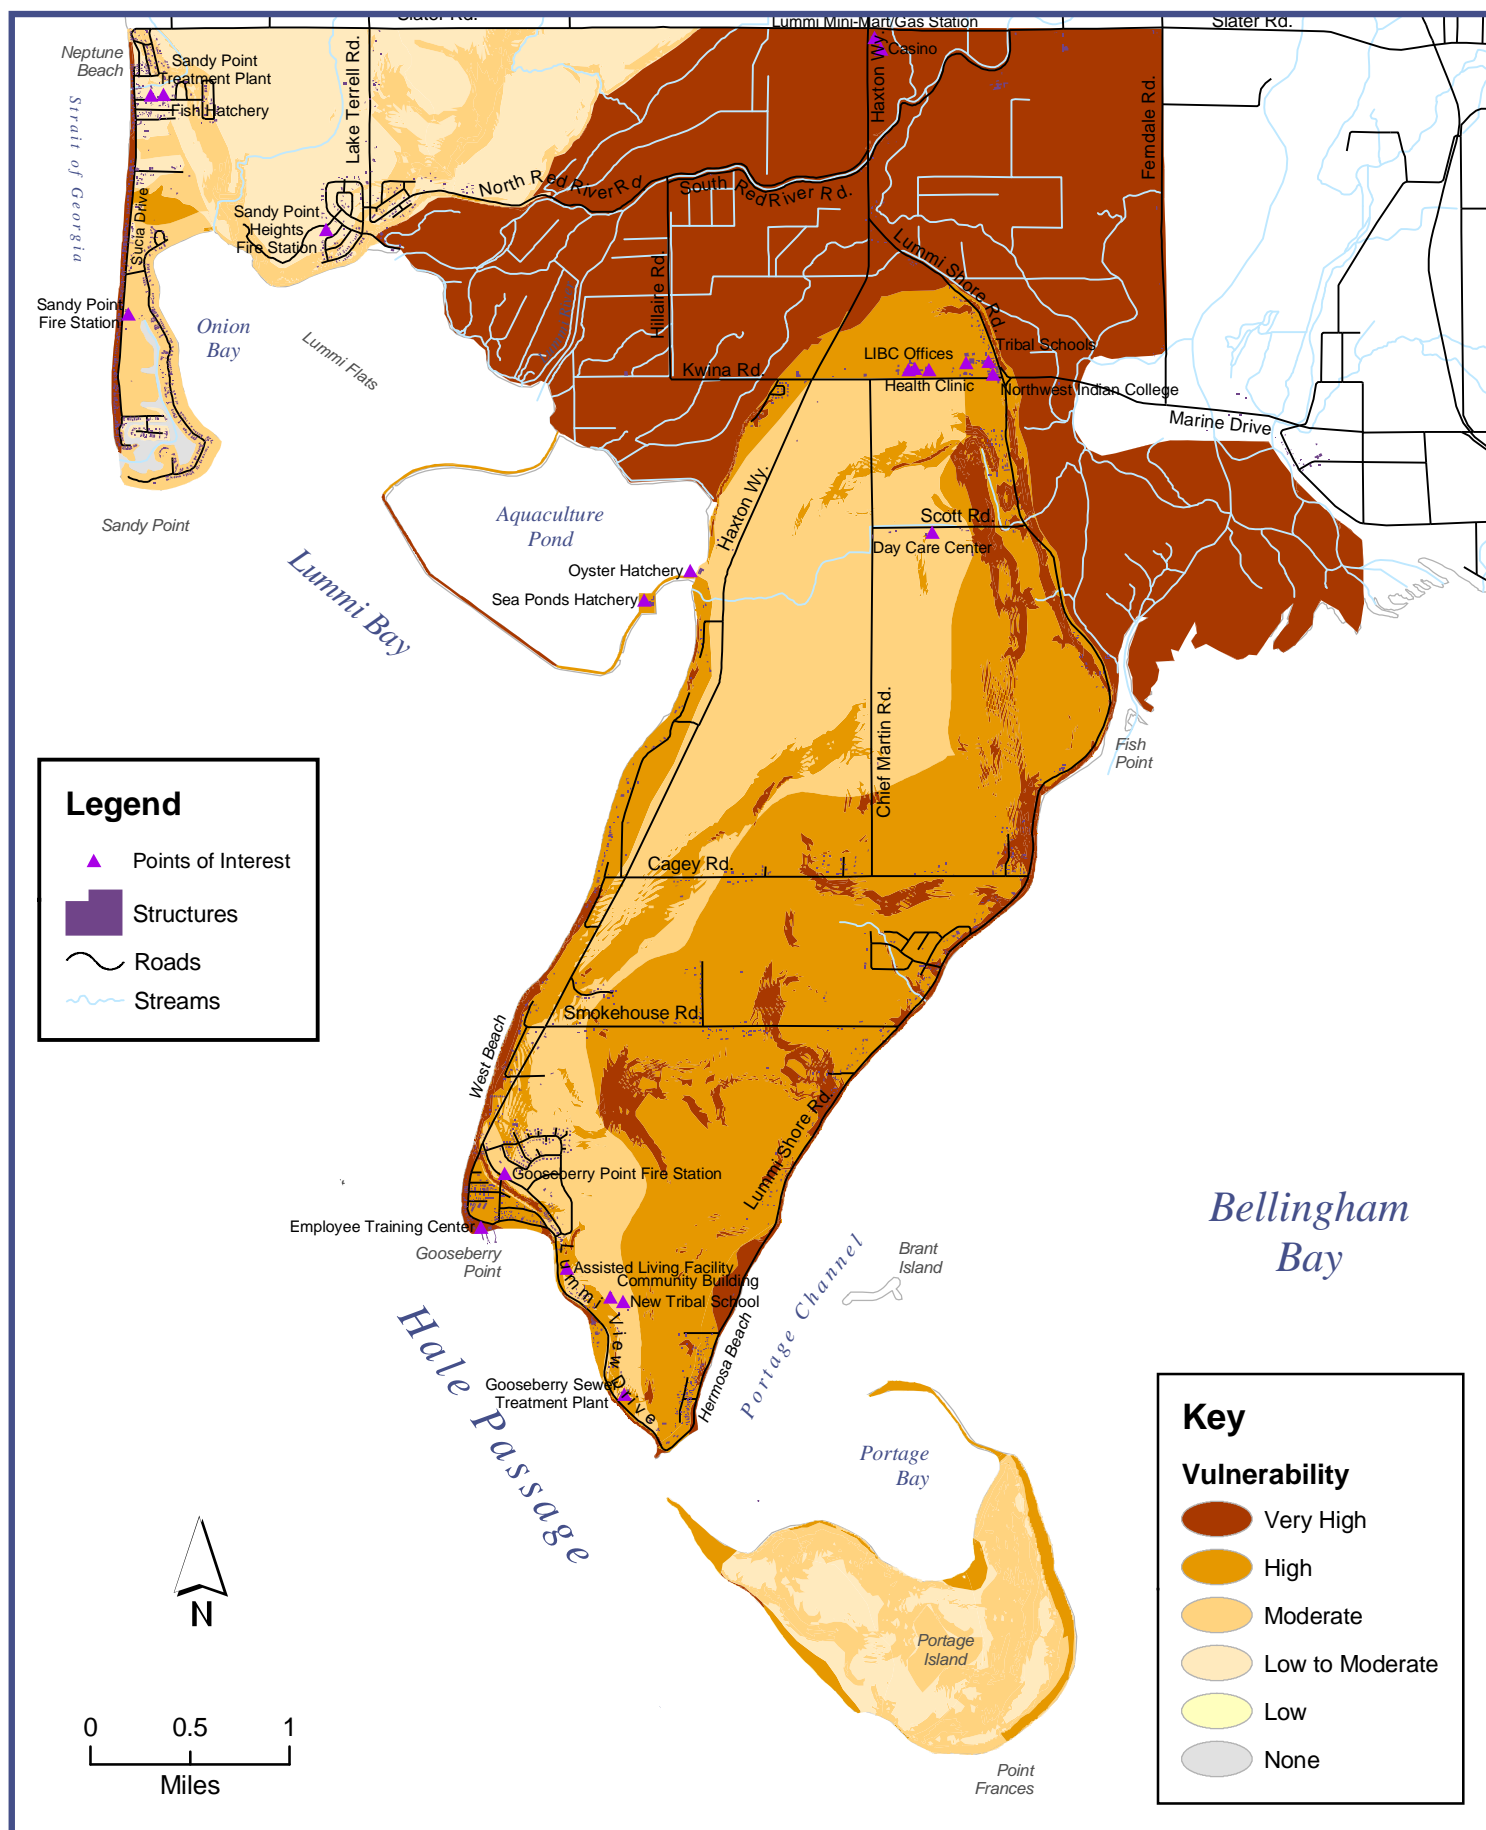 Slater Rd.
Lummi Mini-Mart/Gas Station
Slater Rd.
Neptune
Beach
Sandy Point
Treatment Plant
Fish Hatchery
Lake Terrell Rd.
Haxton Wy.
Casino
Ferndale Rd.
Strait of Georgia
Sucia Drive
North Red River Rd.
South Red River Rd.
Sandy Point
Heights
Fire Station
Lummi Shore Rd.
Hillaire Rd.
Sandy Point
Fire Station
Onion
Bay
Lummi Flats
Kwina Rd.
LIBC Offices
Tribal Schools
Health Clinic
Northwest Indian College
Marine Drive
Sandy Point
Aquaculture
Pond
Haxton Wy.
Scott Rd.
Day Care Center
Oyster Hatchery
Sea Ponds Hatchery
Lummi Bay
Chief Martin Rd.
Fish
Point
Cagey Rd.
Smokehouse Rd.
West Beach
Lummi Shore Rd.
Gooseberry Point Fire Station
Employee Training Center
Gooseberry
Point
Assisted Living Facility
Community Building
New Tribal School
Lummi View Drive
Gooseberry Sewer
Treatment Plant
Hermosa Beach
Portage Channel
Brant
Island
Bellingham
Bay
Hale Passage
Portage
Bay
Portage
Island
Point
Frances
Legend
Points of Interest
Structures
Roads
Streams
N
0 0.5 1
Miles
Key
Vulnerability
Very High
High
Moderate
Low to Moderate
Low
None